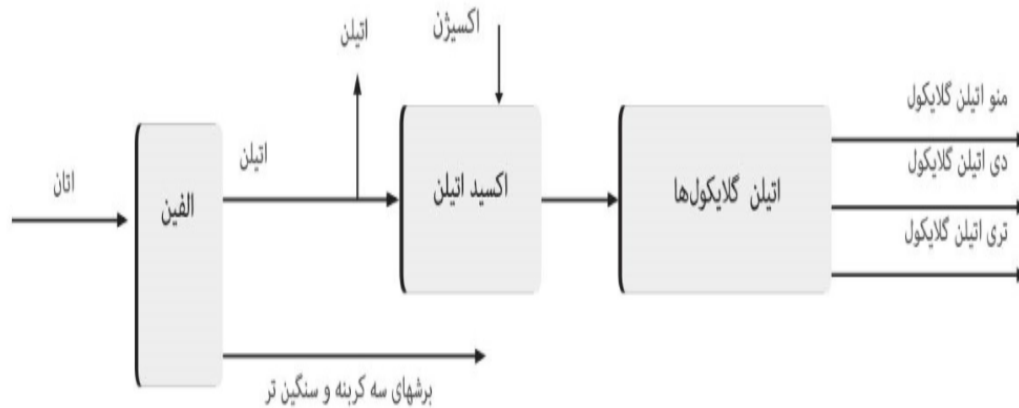 اتان
الفین
اتیلن
اتیلن
برشهای سه کربنه و سنگین تر
اکسیژن
اکسید اتیلن
اتیلن گلایکول‌ها
منو اتیلن گلایکول
دی اتیلن گلایکول
تری اتیلن گلایکول